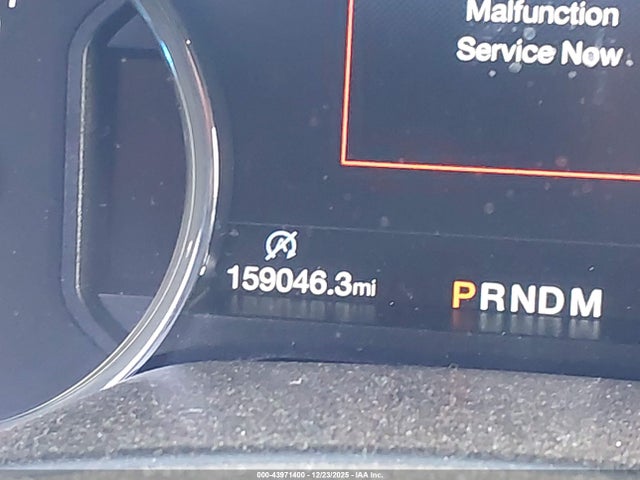 Malfunction
Service Now
159046.3mi
PRNDM
000-43971400 - 12/23/2025 - IAA Inc.